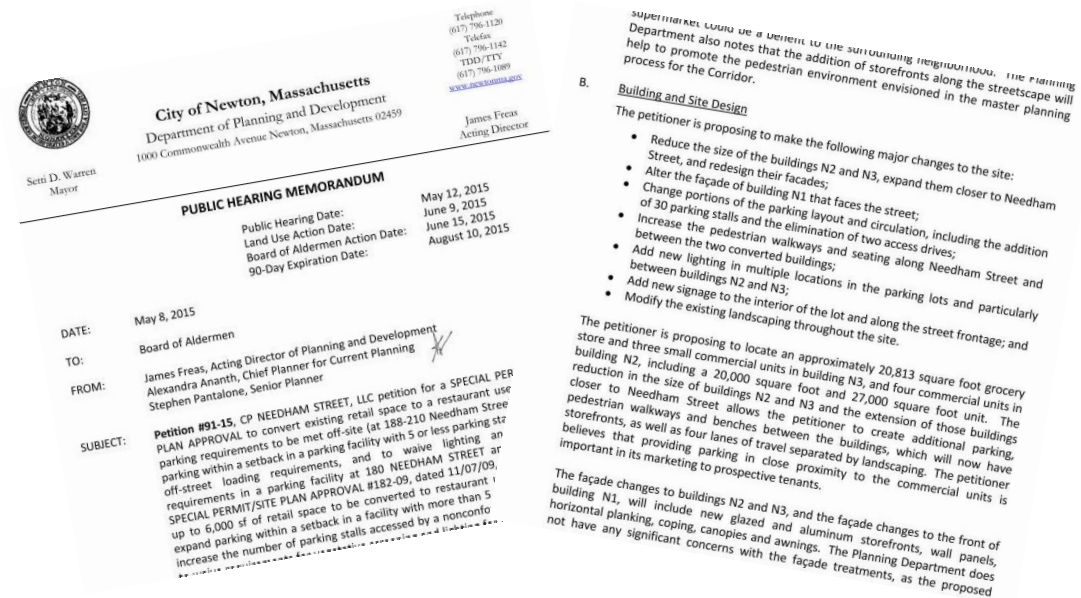 Telephone
(617) 796-1120
Telefax
(617) 796-1142
TDD/TTY
(617) 796-1089
www.newtonma.gov
City of Newton, Massachusetts
Department of Planning and Development
1000 Commonwealth Avenue Newton, Massachusetts 02459
James Freas
Acting Director
Setti D. Warren
Mayor
PUBLIC HEARING MEMORANDUM
Public Hearing Date: May 12, 2015
Land Use Action Date: June 9, 2015
Board of Aldermen Action Date: June 15, 2015
90-Day Expiration Date: August 10, 2015
DATE: May 8, 2015
TO: Board of Aldermen
FROM: James Freas, Acting Director of Planning and Development
Alexandra Ananth, Chief Planner for Current Planning
Stephen Pantalone, Senior Planner
SUBJECT: Petition #91-15, CP NEEDHAM STREET, LLC petition for a SPECIAL PER
PLAN APPROVAL to convert existing retail space to a restaurant use
parking requirements to be met off-site (at 188-210 Needham Stree
parking within a setback in a parking facility with 5 or less parking sta
off-street loading requirements, and to waive lighting an
requirements in a parking facility at 180 NEEDHAM STREET ar
SPECIAL PERMIT/SITE PLAN APPROVAL #182-09, dated 11/07/09,
up to 6,000 sf of retail space to be converted to restaurant
expand parking within a setback in a facility with more than 5
increase the number of parking stalls accessed by a nonconfo
supermarket could be a benefit to the surrounding neighborhood. The Planning
Department also notes that the addition of storefronts along the streetscape will
help to promote the pedestrian environment envisioned in the master planning
process for the Corridor.
B. Building and Site Design
The petitioner is proposing to make the following major changes to the site:
• Reduce the size of the buildings N2 and N3, expand them closer to Needham
Street, and redesign their facades;
• Alter the façade of building N1 that faces the street;
• Change portions of the parking layout and circulation, including the addition
of 30 parking stalls and the elimination of two access drives;
• Increase the pedestrian walkways and seating along Needham Street and
between the two converted buildings;
• Add new lighting in multiple locations in the parking lots and particularly
between buildings N2 and N3;
• Add new signage to the interior of the lot and along the street frontage; and
• Modify the existing landscaping throughout the site.
The petitioner is proposing to locate an approximately 20,813 square foot grocery
store and three small commercial units in building N3, and four commercial units in
building N2, including a 20,000 square foot and 27,000 square foot unit. The
reduction in the size of buildings N2 and N3 and the extension of those buildings
closer to Needham Street allows the petitioner to create additional parking,
pedestrian walkways and benches between the buildings, which will now have
storefronts, as well as four lanes of travel separated by landscaping. The petitioner
believes that providing parking in close proximity to the commercial units is
important in its marketing to prospective tenants.
The façade changes to buildings N2 and N3, and the façade changes to the front of
building N1, will include new glazed and aluminum storefronts, wall panels,
horizontal planking, coping, canopies and awnings. The Planning Department does
not have any significant concerns with the façade treatments, as the proposed